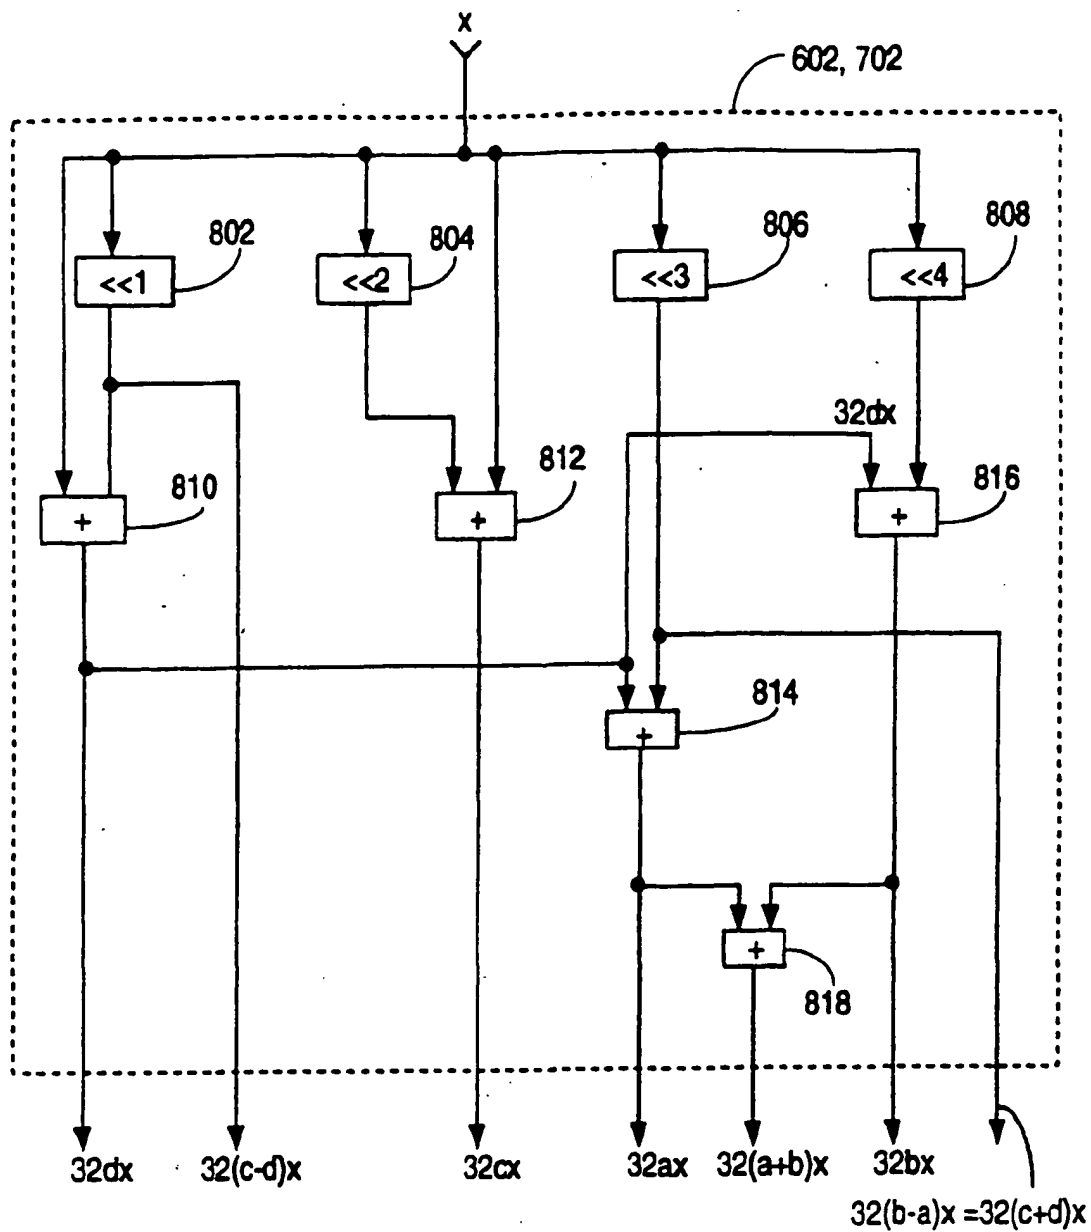 x
602, 702
802
804
806
808
<<1
<<2
<<3
<<4
32dx
810
812
816
+
+
+
814
+
+
818
32dx
32(c-d)x
32cx
32ax
32(a+b)x
32bx
32(b-a)x =32(c+d)x